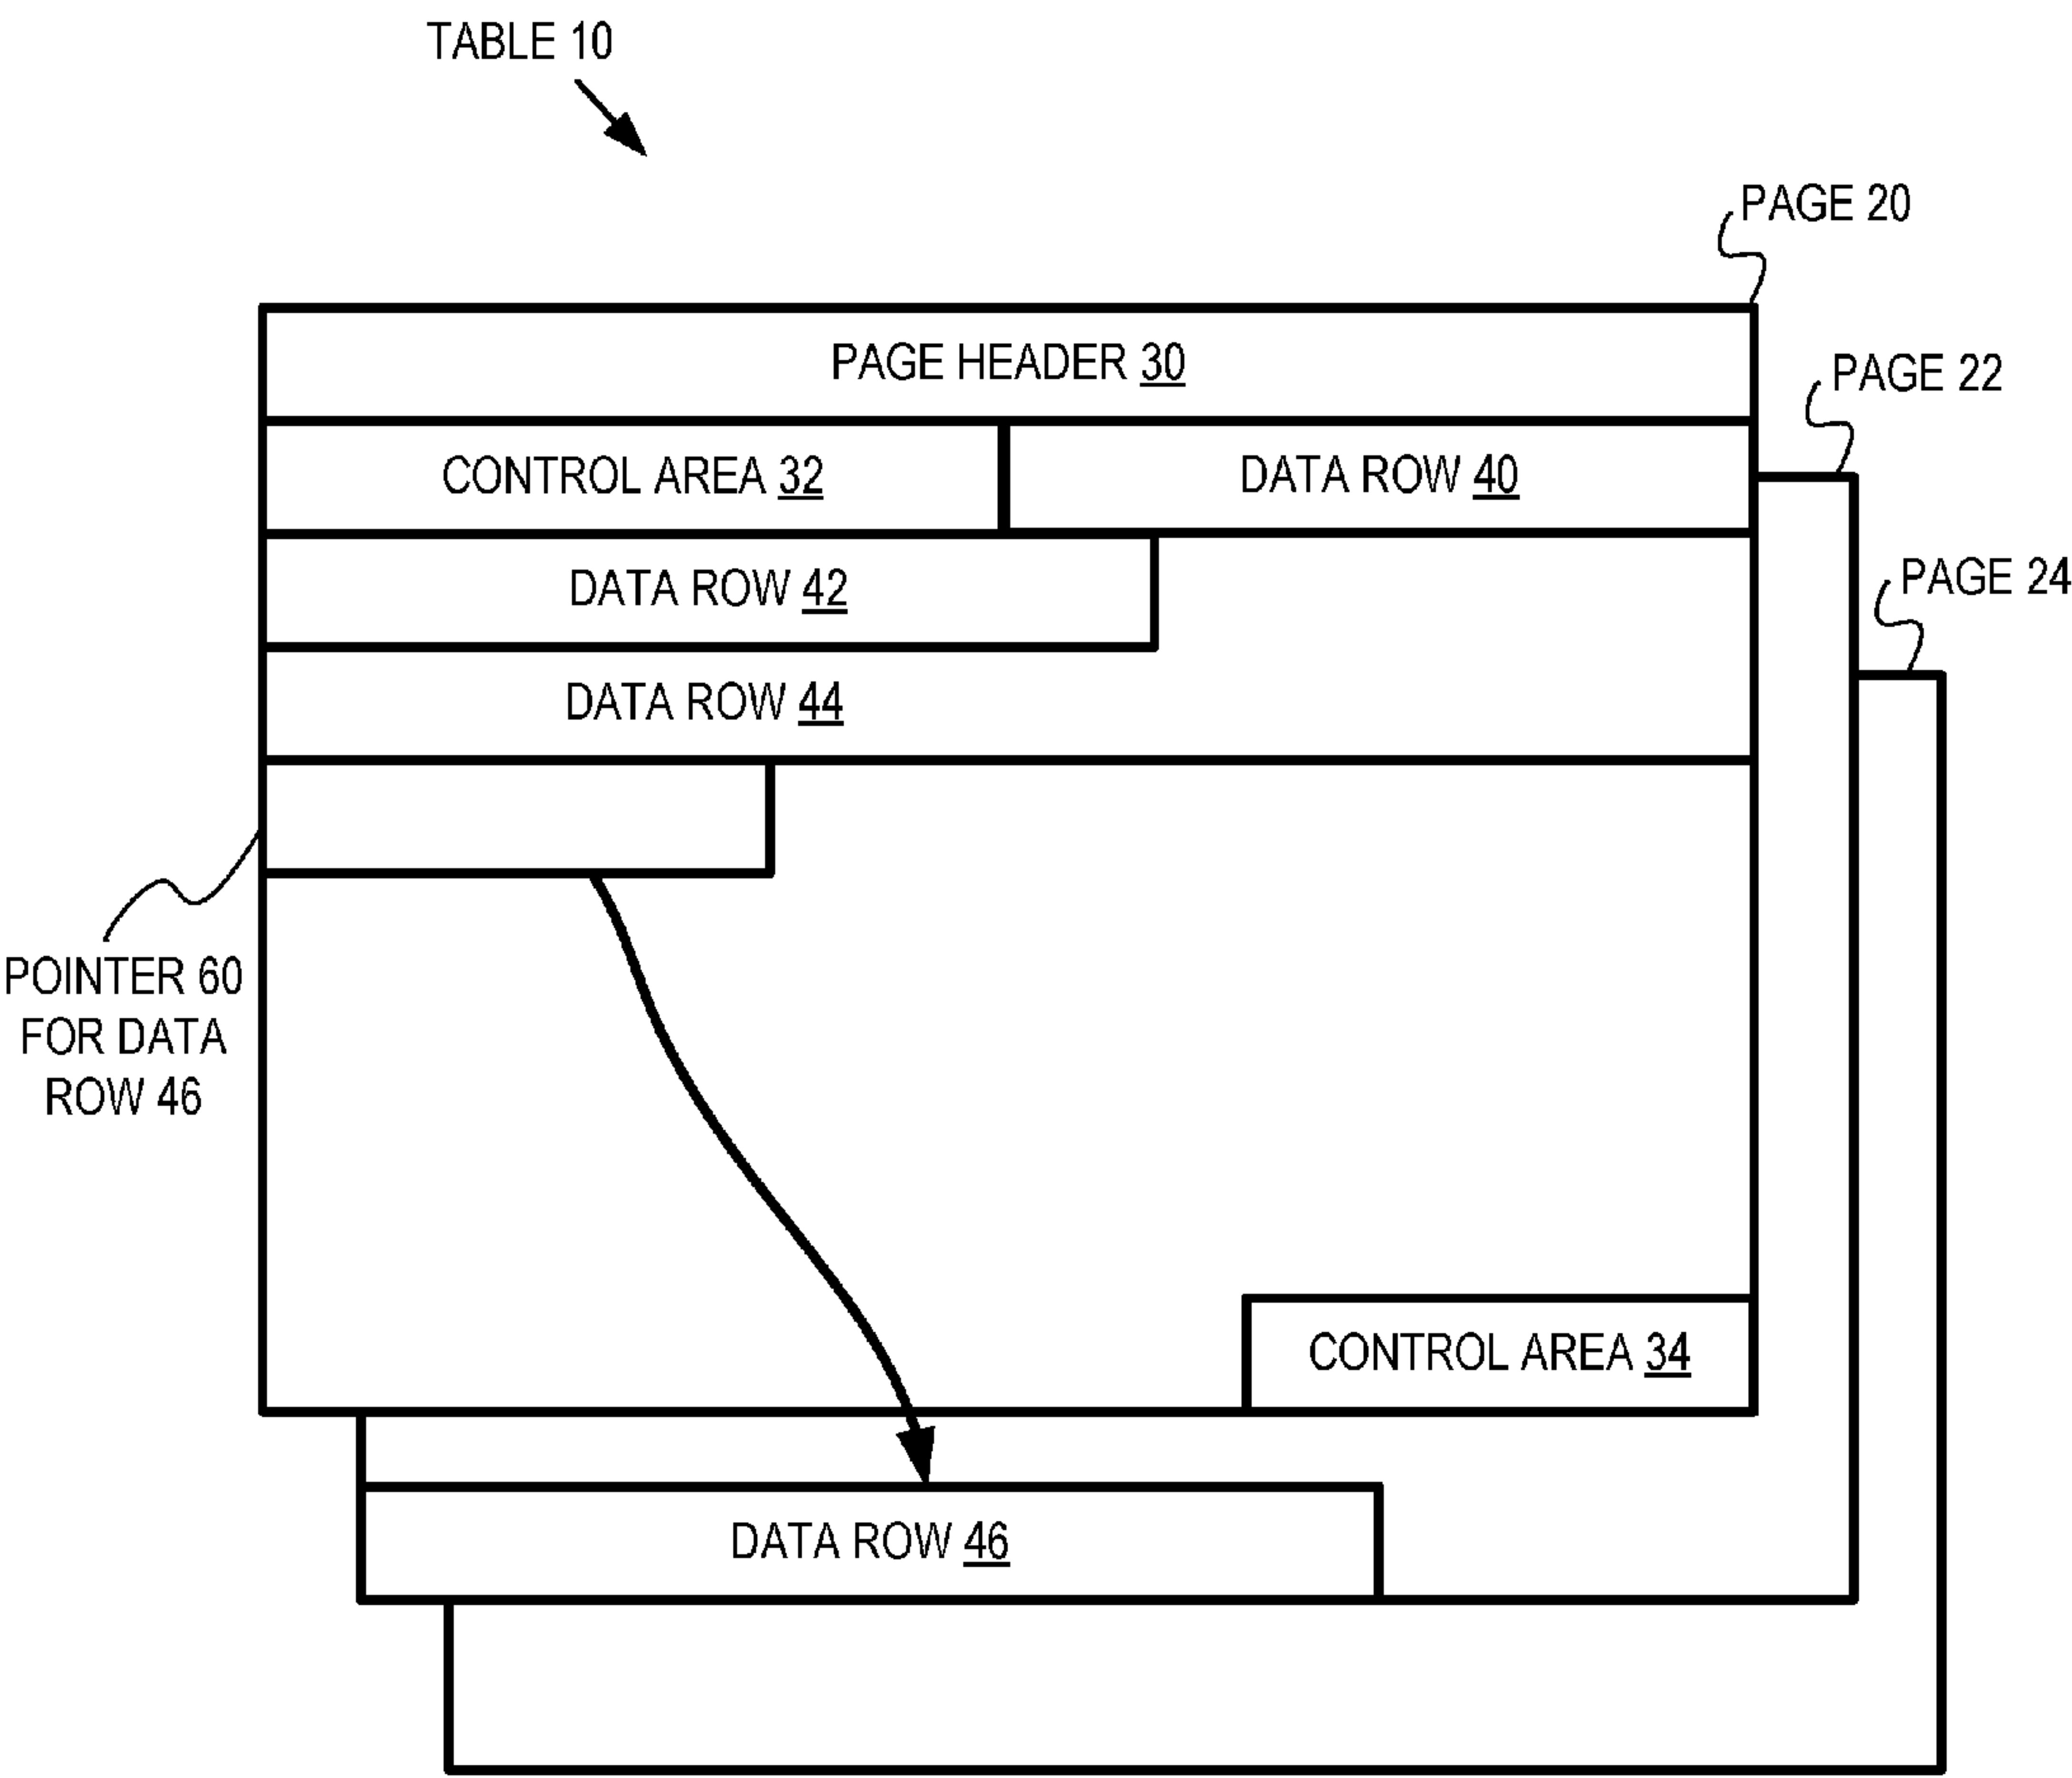 TABLE 10
PAGE 20
PAGE HEADER 30
PAGE 22
CONTROL AREA 32
DATA ROW 40
PAGE 24
DATA ROW 42
DATA ROW 44
POINTER 60
FOR DATA
ROW 46
CONTROL AREA 34
DATA ROW 46